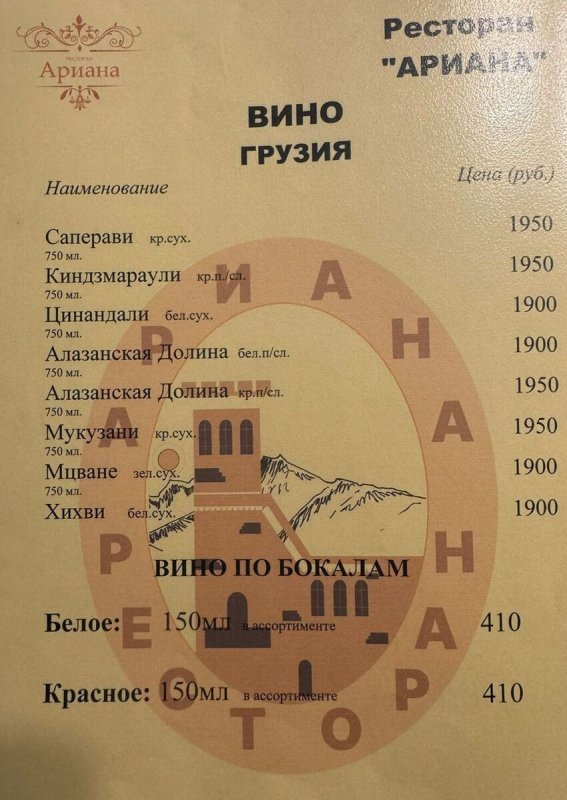 РЕСТОРАН
Ариана
Ресторан
"АРИАНА"
ВИНО
ГРУЗИЯ
Наименование Цена (руб.)
Саперави кр.сух. 1950
750 мл.
Киндзмараули кр.п./сл. 1950
750 мл.
Цинандали бел.сух. 1900
750 мл.
Алазанская Долина бел.п/сл. 1900
750 мл.
Алазанская Долина кр.п/сл. 1950
750 мл.
Мукузани кр.сух. 1950
750 мл.
Мцване зел.сух. 1900
750 мл.
Хихви бел.сух. 1900
ВИНО ПО БОКАЛАМ
Белое: 150мл в ассортименте 410
Красное: 150мл в ассортименте 410
АРИАНА
РЕСТОРАН